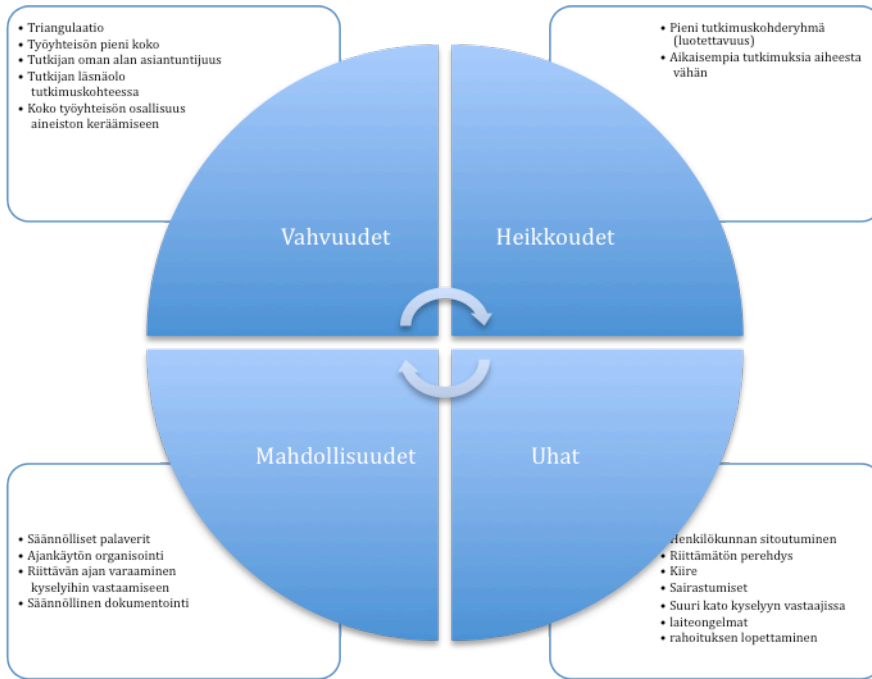 • Triangulaatio
• Työyhteisön pieni koko
• Tutkijan oman alan asiantuntijuus
• Tutkijan läsnäolo
tutkimuskohteessa
• Koko työyhteisön osallisuus
aineiston keräämiseen
• Pieni tutkimuskohderyhmä
(luotettavuus)
• Aikaisempia tutkimuksia aiheesta
vähän
Vahvuudet
Heikkoudet
Mahdollisuudet
Uhat
• Säännölliset palaverit
• Ajankäytön organisointi
• Riittävän ajan varaaminen
kyselyihin vastaamiseen
• Säännöllinen dokumentointi
Henkilökunnan sitoutuminen
• Riittämätön perehdys
• Kiire
• Sairastumiset
• Suuri kato kyselyyn vastaajissa
• laiteongelmat
• rahoituksen lopettaminen